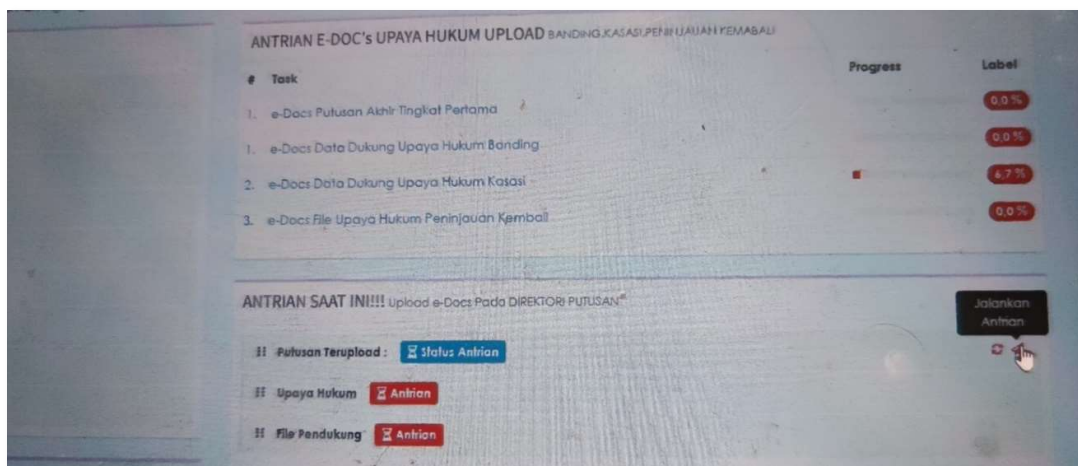 ANTRIAN E-DOC's UPAYA HUKUM UPLOAD BANDING,KASASI,PENINJAUAN KEMABALI
# Task Progress Label
1. e-Docs Putusan Akhir Tingkat Pertama 0,0 %
1. e-Docs Data Dukung Upaya Hukum Banding 0,0 %
2. e-Docs Data Dukung Upaya Hukum Kasasi 6,7 %
3. e-Docs File Upaya Hukum Peninjauan Kembali 0,0 %
ANTRIAN SAAT INI!!! Upload e-Docs Pada DIREKTORI PUTUSAN"
Jalankan
Antrian
Putusan Terupload : Status Antrian
Upaya Hukum Antrian
File Pendukung Antrian